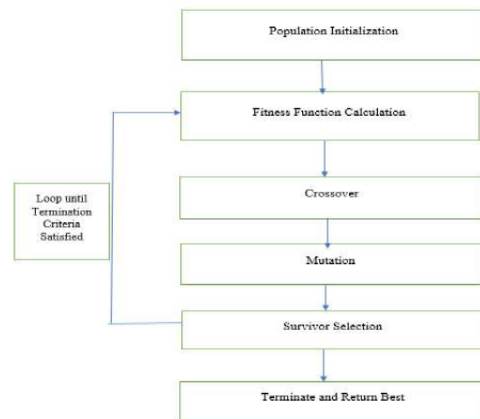 Population Initialization
Fitness Function Calculation
Loop until
Termination
Criteria
Satisfied
Crossover
Mutation
Survivor Selection
Terminate and Return Best